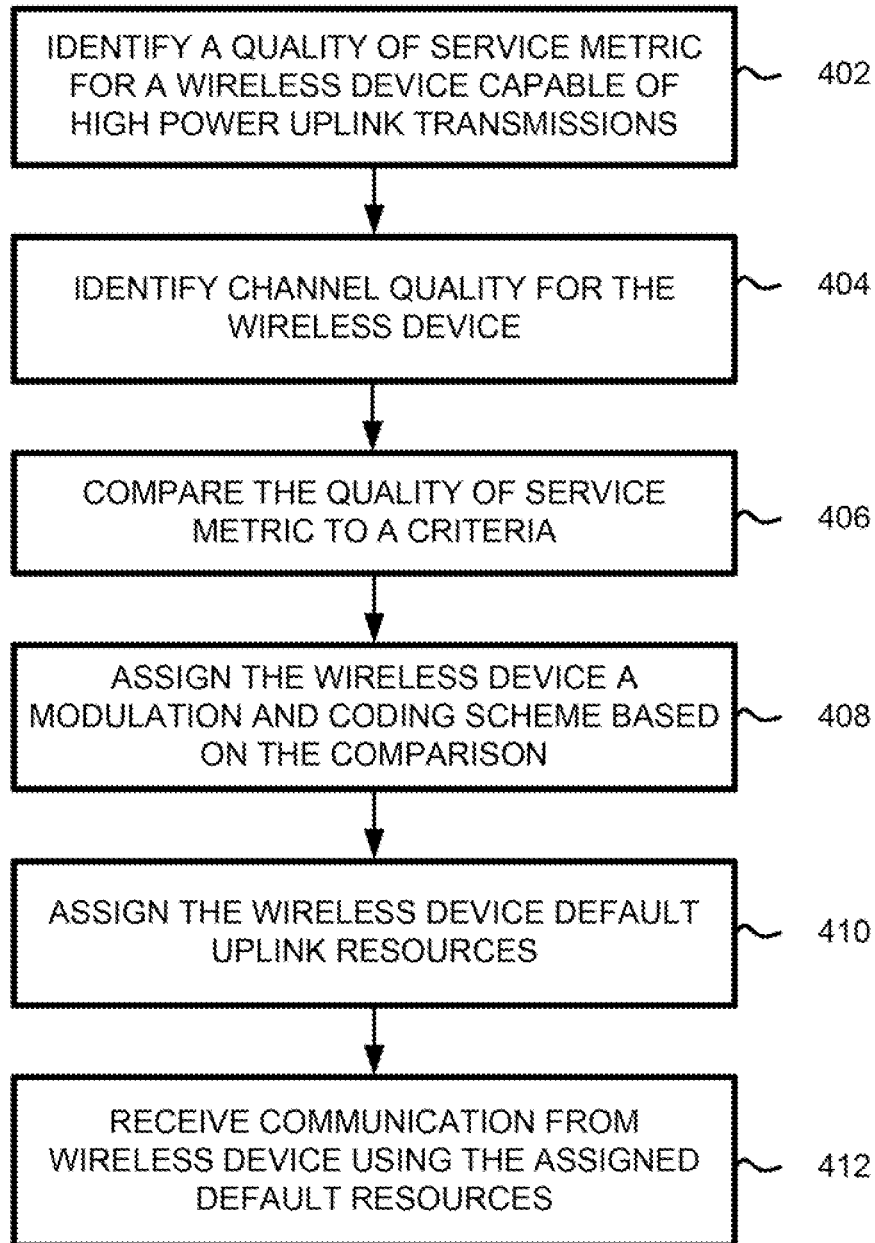 IDENTIFY A QUALITY OF SERVICE METRIC
FOR A WIRELESS DEVICE CAPABLE OF
HIGH POWER UPLINK TRANSMISSIONS
402
IDENTIFY CHANNEL QUALITY FOR THE
WIRELESS DEVICE
404
COMPARE THE QUALITY OF SERVICE
METRIC TO A CRITERIA
406
ASSIGN THE WIRELESS DEVICE A
MODULATION AND CODING SCHEME BASED
ON THE COMPARISON
408
ASSIGN THE WIRELESS DEVICE DEFAULT
UPLINK RESOURCES
410
RECEIVE COMMUNICATION FROM
WIRELESS DEVICE USING THE ASSIGNED
DEFAULT RESOURCES
412